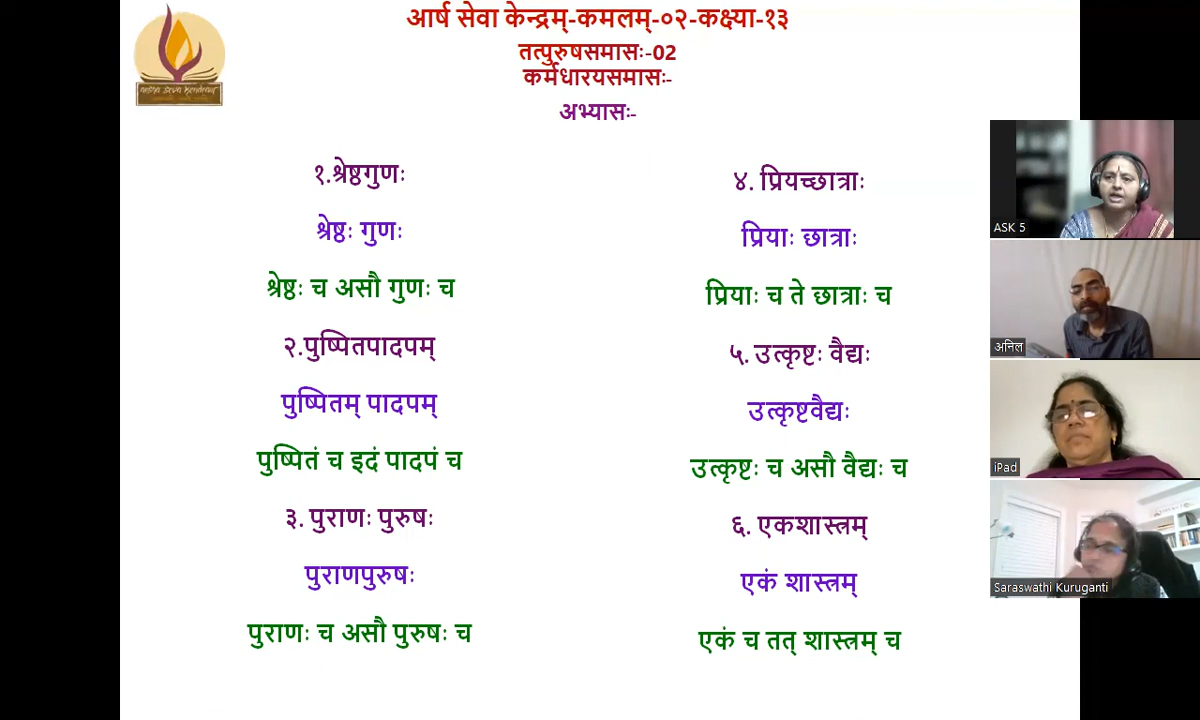 आर्ष सेवा केन्द्रम्-कमलम्-०२-कक्ष्या-१३
तत्पुरुषसमासः-02
कर्मधारयसमासः-
अभ्यासः-
१.श्रेष्ठगुणः
श्रेष्ठः गुणः
श्रेष्ठः च असौ गुणः च
२.पुष्पितपादपम्
पुष्पितम् पादपम्
पुष्पितं च इदं पादपं च
३. पुराणः पुरुषः
पुराणपुरुषः
पुराणः च असौ पुरुषः च
४. प्रियच्छात्राः
प्रियाः छात्राः
प्रियाः च ते छात्राः च
५. उत्कृष्टः वैद्यः
उत्कृष्टवैद्यः
उत्कृष्टः च असौ वैद्यः च
६. एकशास्त्रम्
एकं शास्त्रम्
एकं च तत् शास्त्रम् च
ASK 5
अनिल
iPad
Saraswathi Kuruganti